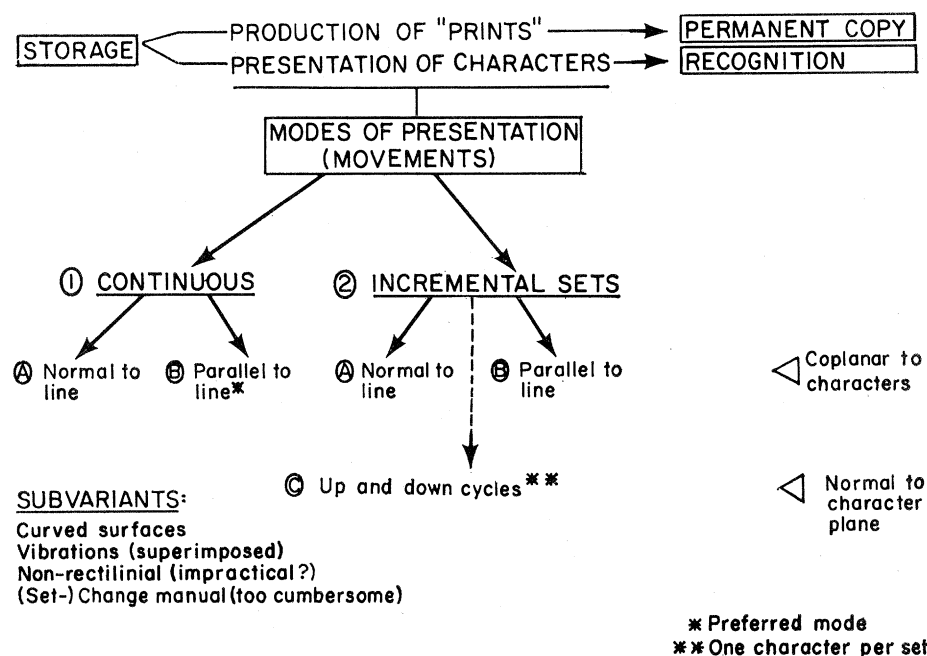 STORAGE
PRODUCTION OF "PRINTS"
PERMANENT COPY
PRESENTATION OF CHARACTERS
RECOGNITION
MODES OF PRESENTATION
(MOVEMENTS)
1 CONTINUOUS
2 INCREMENTAL SETS
A Normal to
line
B Parallel to
line*
A Normal to
line
B Parallel to
line
Coplanar to
characters
C Up and down cycles**
Normal to
character
plane
SUBVARIANTS:
Curved surfaces
Vibrations (superimposed)
Non-rectilinial (impractical?)
(Set-) Change manual (too cumbersome)
* Preferred mode
** One character per set